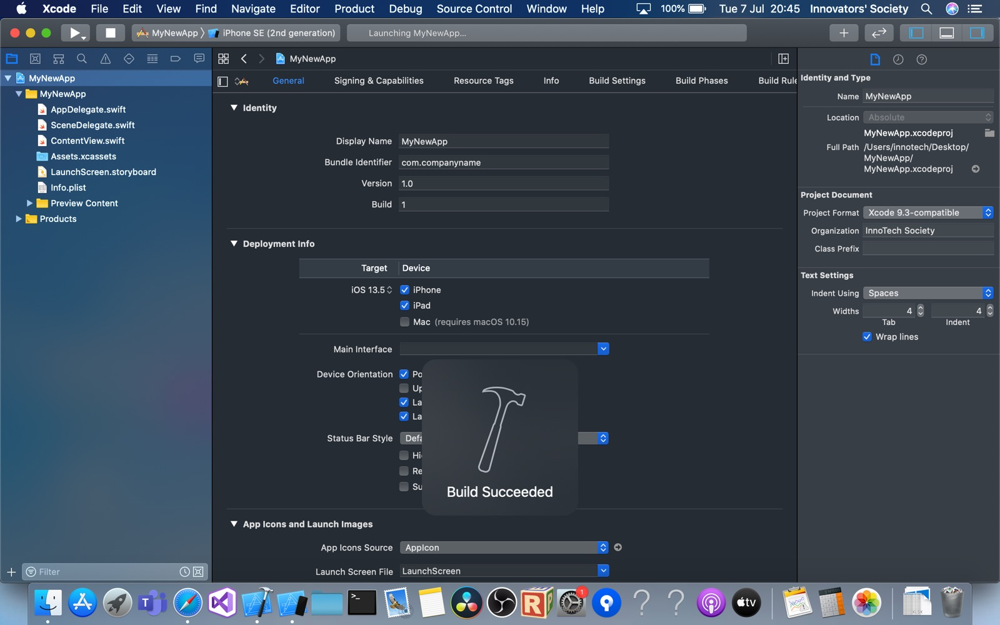 Xcode File Edit View Find Navigate Editor Product Debug Source Control Window Help 100% Tue 7 Jul 20:45 Innovators' Society
MyNewApp iPhone SE (2nd generation) Launching MyNewApp...
MyNewApp
MyNewApp
MyNewApp
AppDelegate.swift
SceneDelegate.swift
ContentView.swift
Assets.xcassets
LaunchScreen.storyboard
Info.plist
Preview Content
Products
Filter
General Signing & Capabilities Resource Tags Info Build Settings Build Phases Build Rule
Identity
Display Name MyNewApp
Bundle Identifier com.companyname
Version 1.0
Build 1
Deployment Info
Target Device
iOS 13.5 iPhone
iPad
Mac (requires macOS 10.15)
Main Interface
Device Orientation Po
Up
La
La
Status Bar Style Defa
Hi
Re
Su
Build Succeeded
App Icons and Launch Images
App Icons Source AppIcon
Launch Screen File LaunchScreen
Identity and Type
Name MyNewApp
Location Absolute
MyNewApp.xcodeproj
Full Path /Users/innotech/Desktop/
MyNewApp/
MyNewApp.xcodeproj
Project Document
Project Format Xcode 9.3-compatible
Organization InnoTech Society
Class Prefix
Text Settings
Indent Using Spaces
Widths 4 4
Tab Indent
Wrap lines
T
>_
R P
1
? ?
tv
XLSX